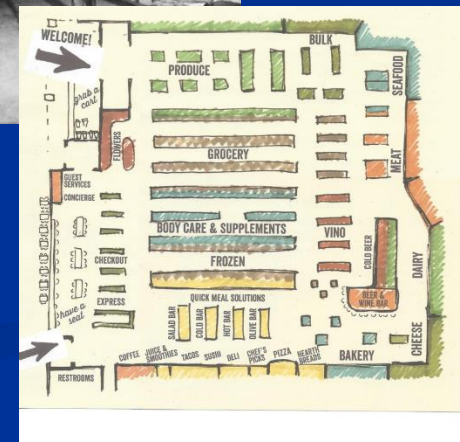 WELCOME!
BULK
PRODUCE
SEAFOOD
grab a
cart
FLOWERS
GROCERY
MEAT
GUEST
SERVICES
CONCIERGE
BODY CARE & SUPPLEMENTS
VINO
COLD BEER
CHECKOUT
FROZEN
DAIRY
EXPRESS
QUICK MEAL SOLUTIONS
BEER &
WINE BAR
have a
seat
SALAD BAR
COLD BAR
HOT BAR
OLIVE BAR
CHEESE
COFFEE
JUICE &
SMOOTHIES
TACOS
SUSHI
DELI
CHEF'S
PICKS
PIZZA
HEARTH
BREADS
BAKERY
RESTROOMS